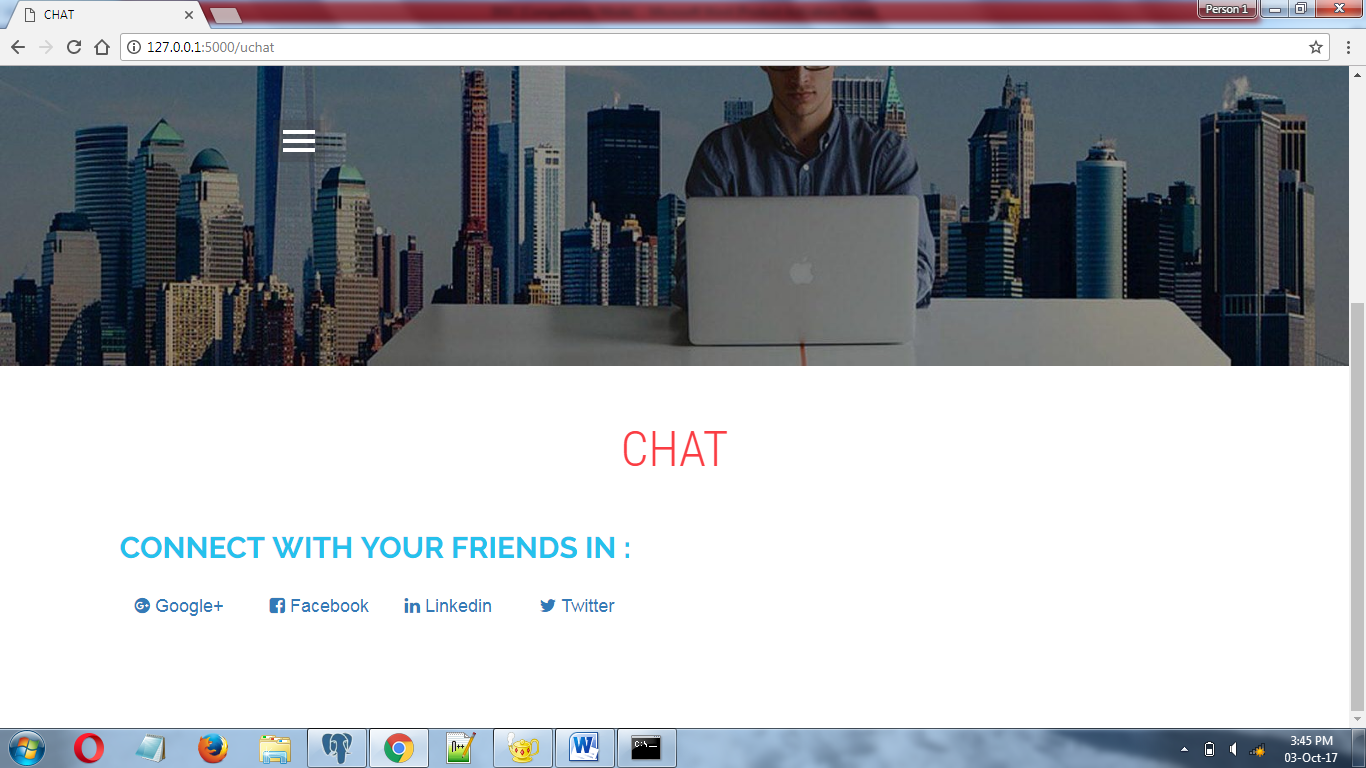 CHAT
Person 1
127.0.0.1:5000/uchat
CHAT
CONNECT WITH YOUR FRIENDS IN :
Google+ Facebook Linkedin Twitter
3:45 PM
03-Oct-17